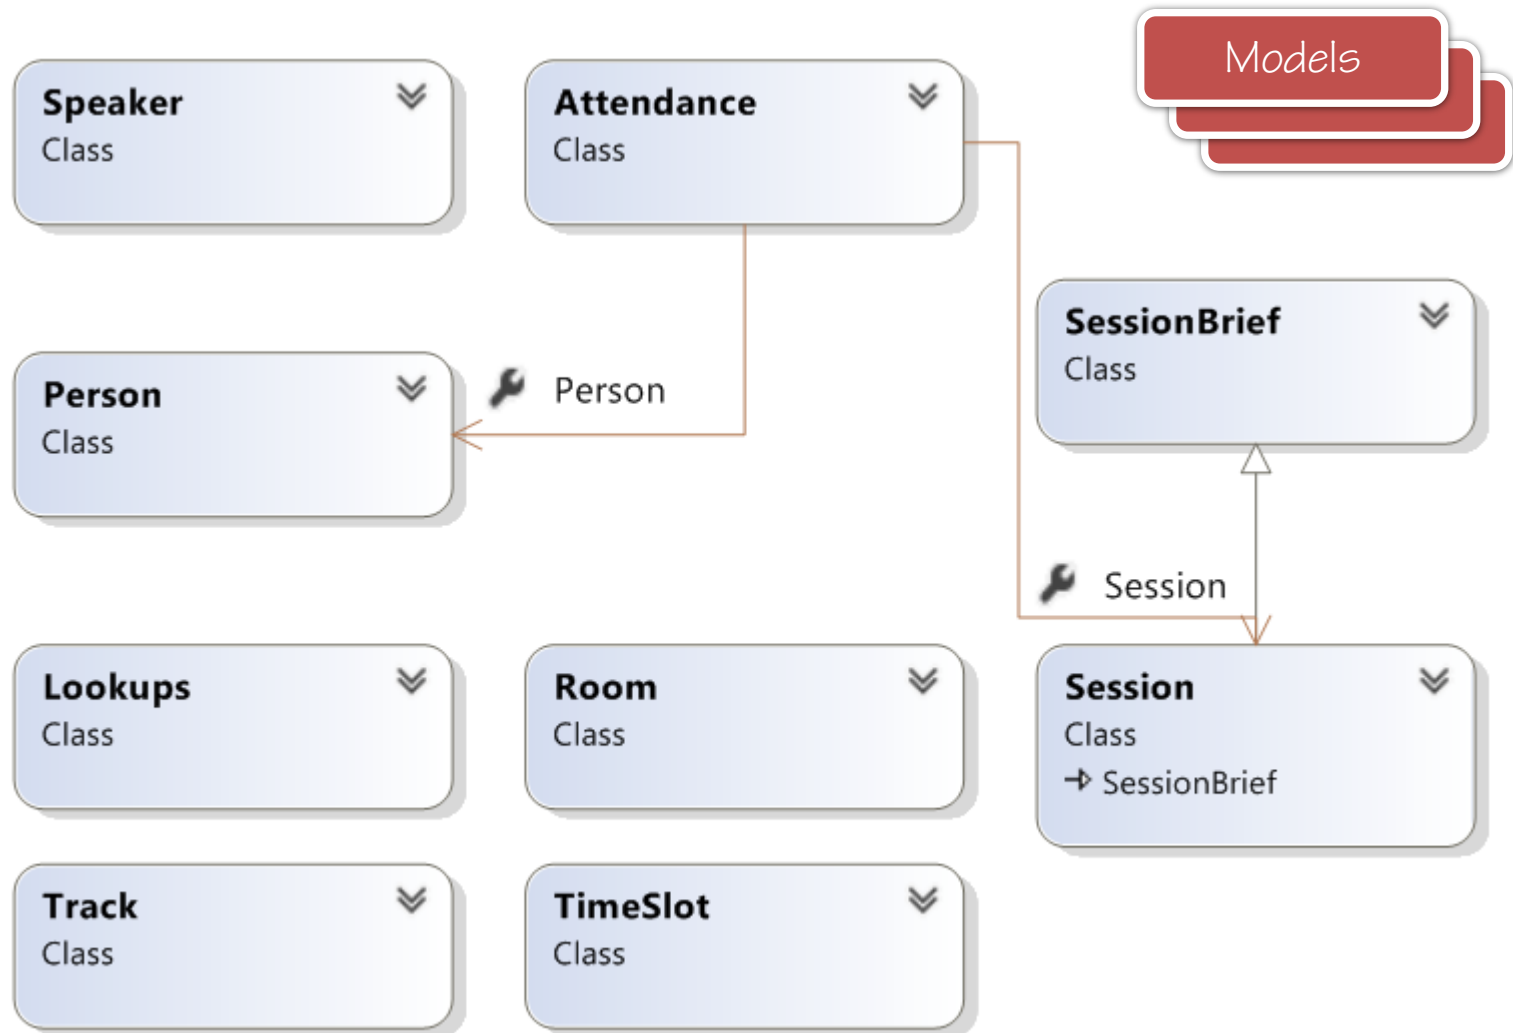 Models
Speaker
Class
Attendance
Class
SessionBrief
Class
Person
Class
Person
Session
Lookups
Class
Room
Class
Session
Class
SessionBrief
Track
Class
TimeSlot
Class